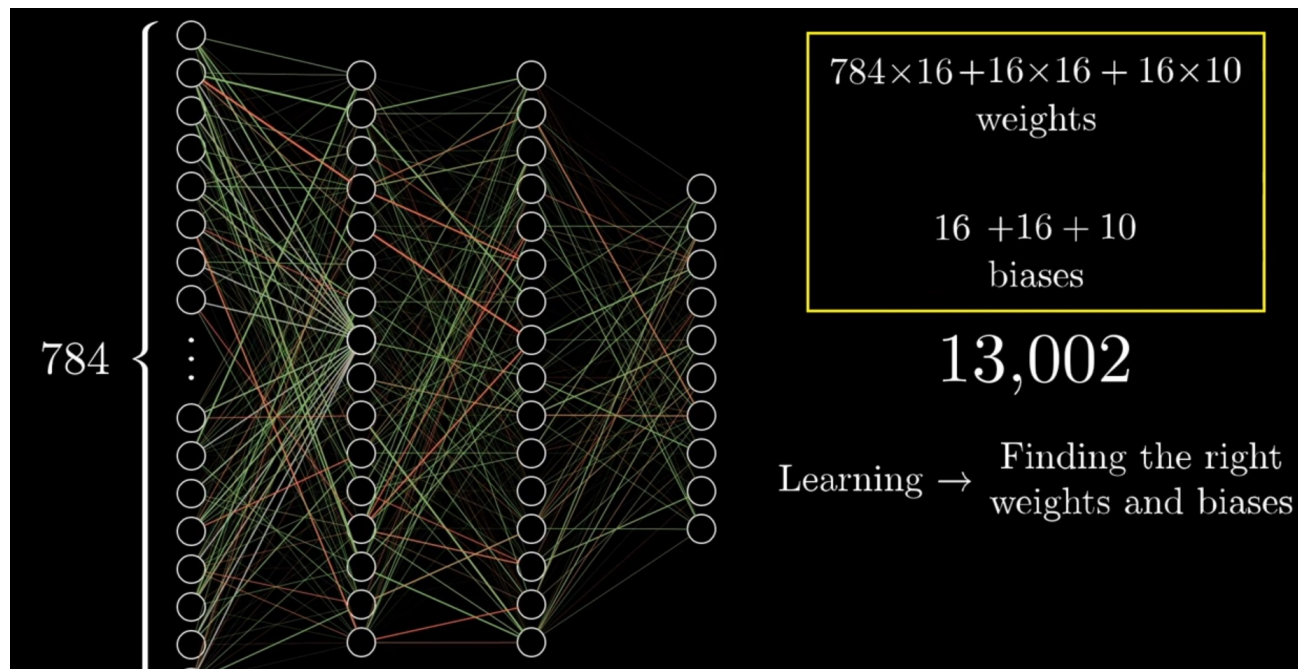 784
784×16+16×16 + 16×10
weights
16 +16 + 10
biases
13,002
Learning → Finding the right
weights and biases